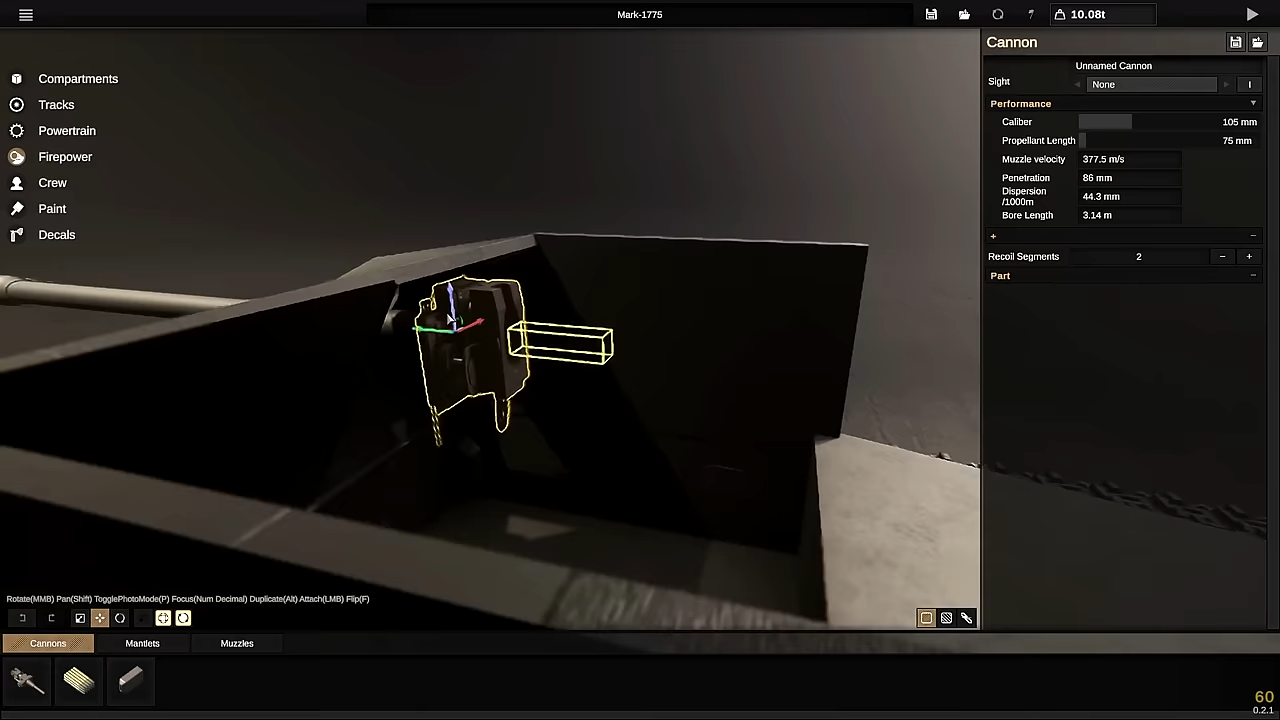 Mark-1775
10.08t
Compartments
Tracks
Powertrain
Firepower
Crew
Paint
Decals
Cannon
Unnamed Cannon
Sight
None
I
Performance
Caliber
105 mm
Propellant Length
75 mm
Muzzle velocity
377.5 m/s
Penetration
86 mm
Dispersion
/1000m
44.3 mm
Bore Length
3.14 m
+
−
Recoil Segments
2
−
+
Part
−
Rotate(MMB) Pan(Shift) TogglePhotoMode(P) Focus(Num Decimal) Duplicate(Alt) Attach(LMB) Flip(F)
Cannons
Mantlets
Muzzles
60
0.2.1